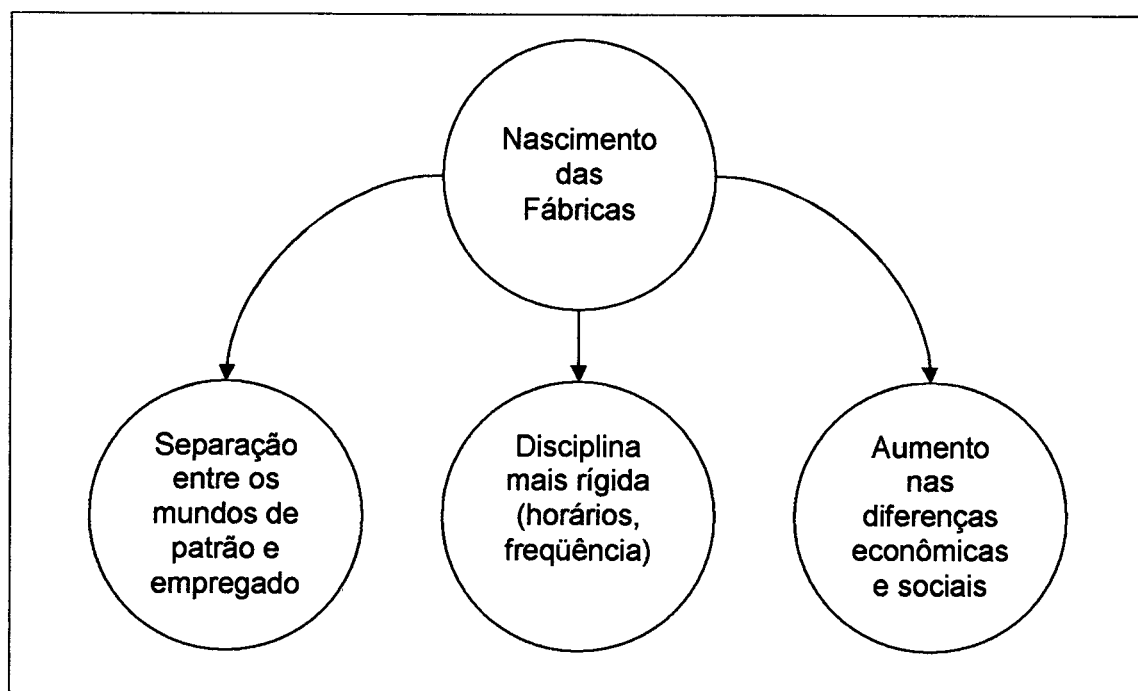 Nascimento
das
Fábricas
Separação
entre os
mundos de
patrão e
empregado
Disciplina
mais rígida
(horários,
freqüência)
Aumento
nas
diferenças
econômicas
e sociais